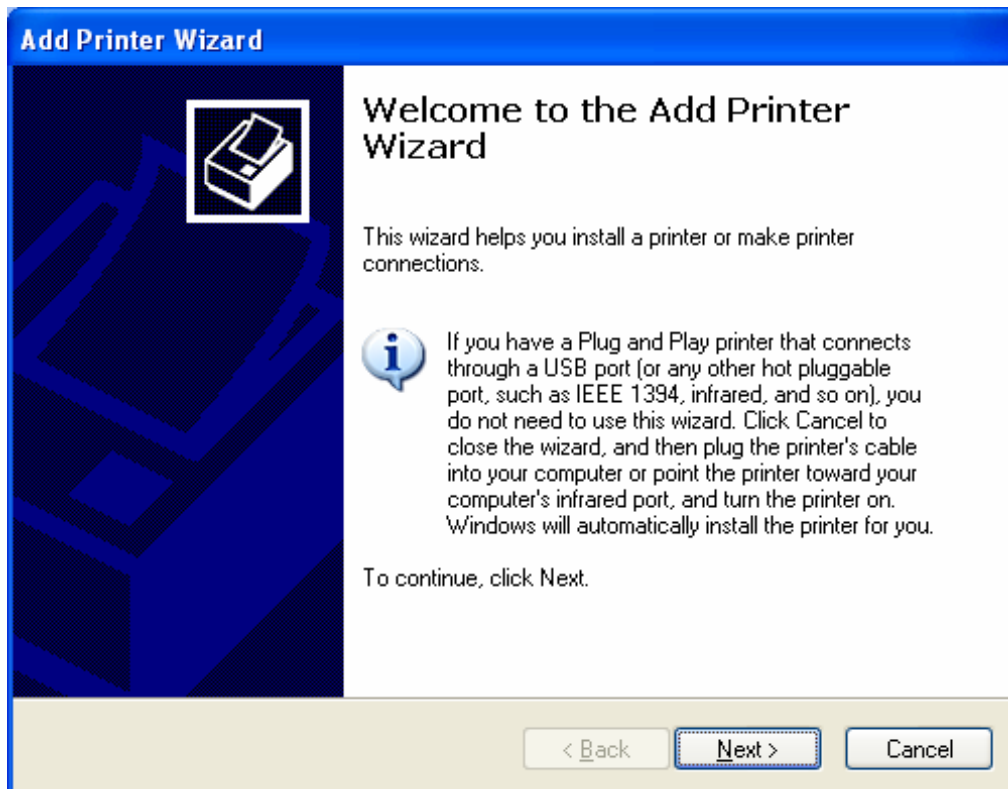 Add Printer Wizard
Welcome to the Add Printer
Wizard
This wizard helps you install a printer or make printer
connections.
If you have a Plug and Play printer that connects
through a USB port (or any other hot pluggable
port, such as IEEE 1394, infrared, and so on), you
do not need to use this wizard. Click Cancel to
close the wizard, and then plug the printer's cable
into your computer or point the printer toward your
computer's infrared port, and turn the printer on.
Windows will automatically install the printer for you.
To continue, click Next.
< Back Next > Cancel